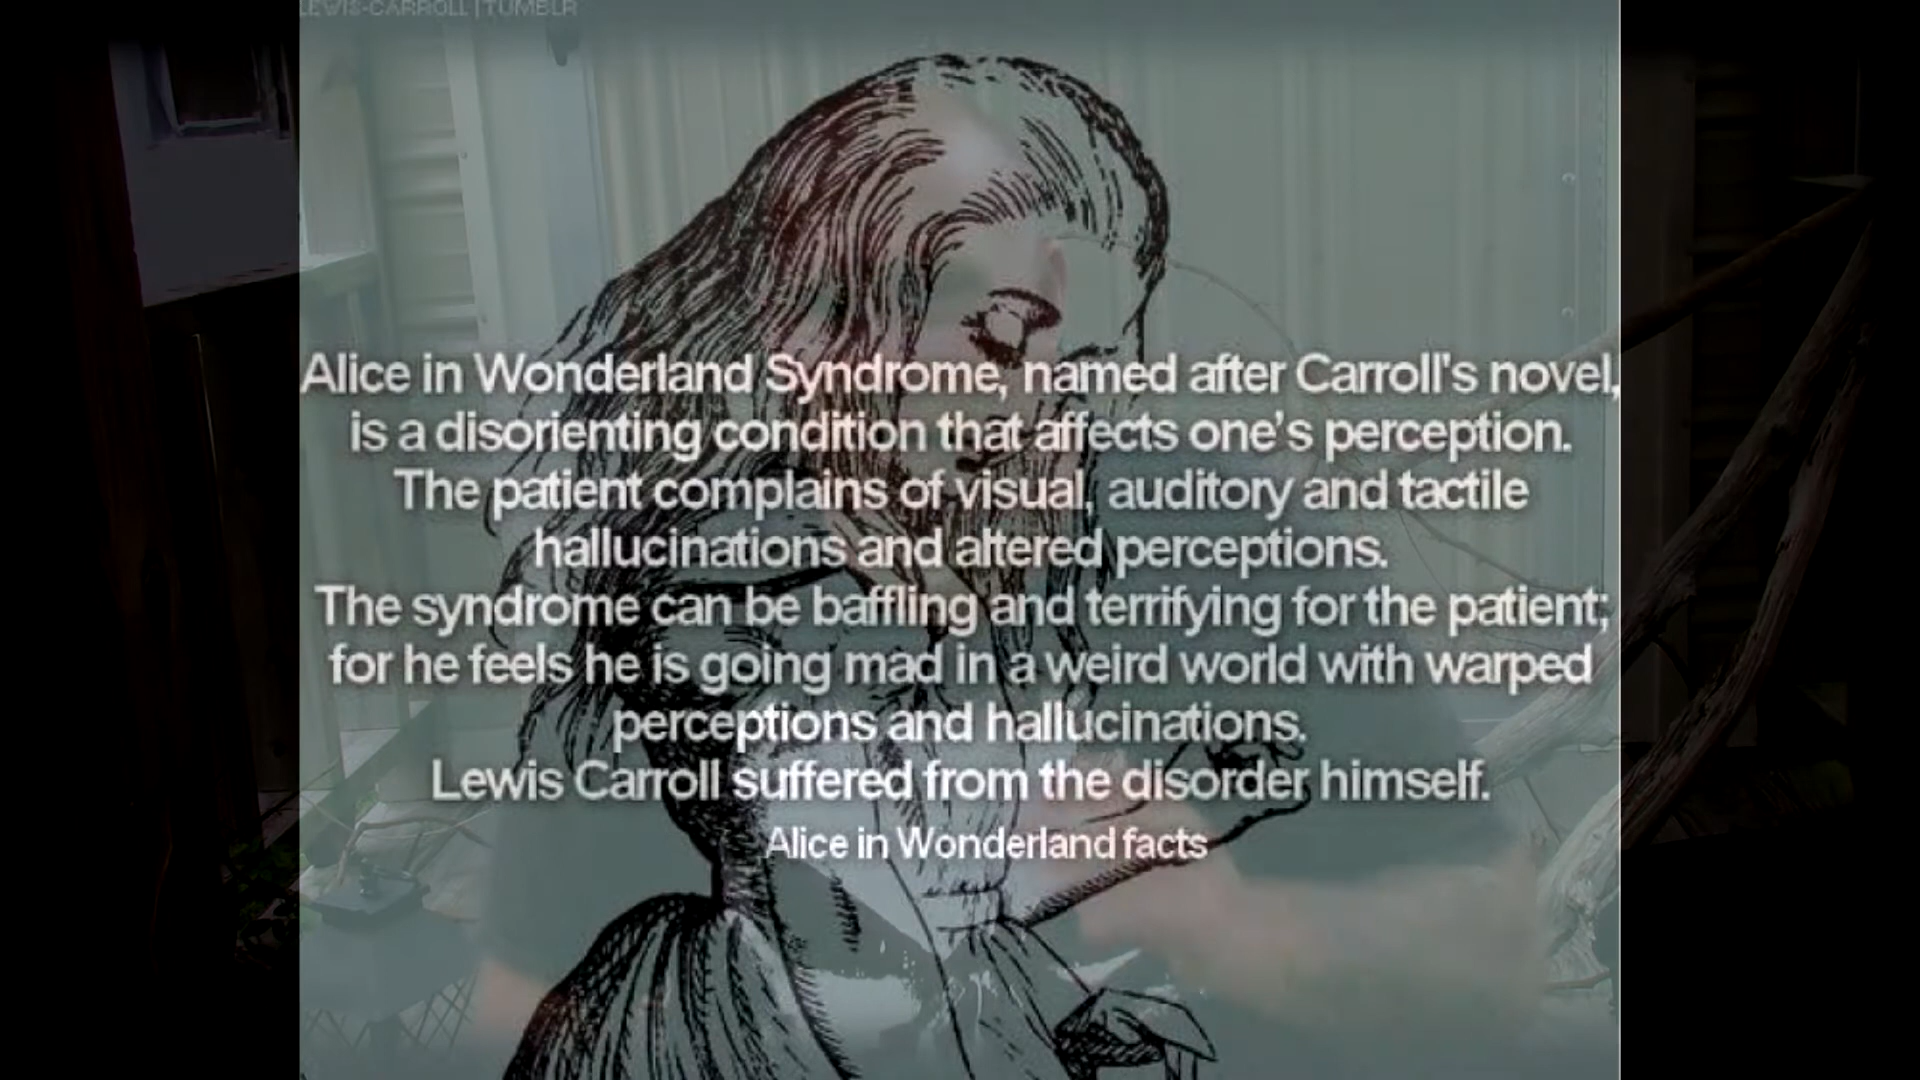 LEWIS-CARROLL | TUMBLR
Alice in Wonderland Syndrome, named after Carroll's novel,
is a disorienting condition that affects one’s perception.
The patient complains of visual, auditory and tactile
hallucinations and altered perceptions.
The syndrome can be baffling and terrifying for the patient;
for he feels he is going mad in a weird world with warped
perceptions and hallucinations.
Lewis Carroll suffered from the disorder himself.
Alice in Wonderland facts